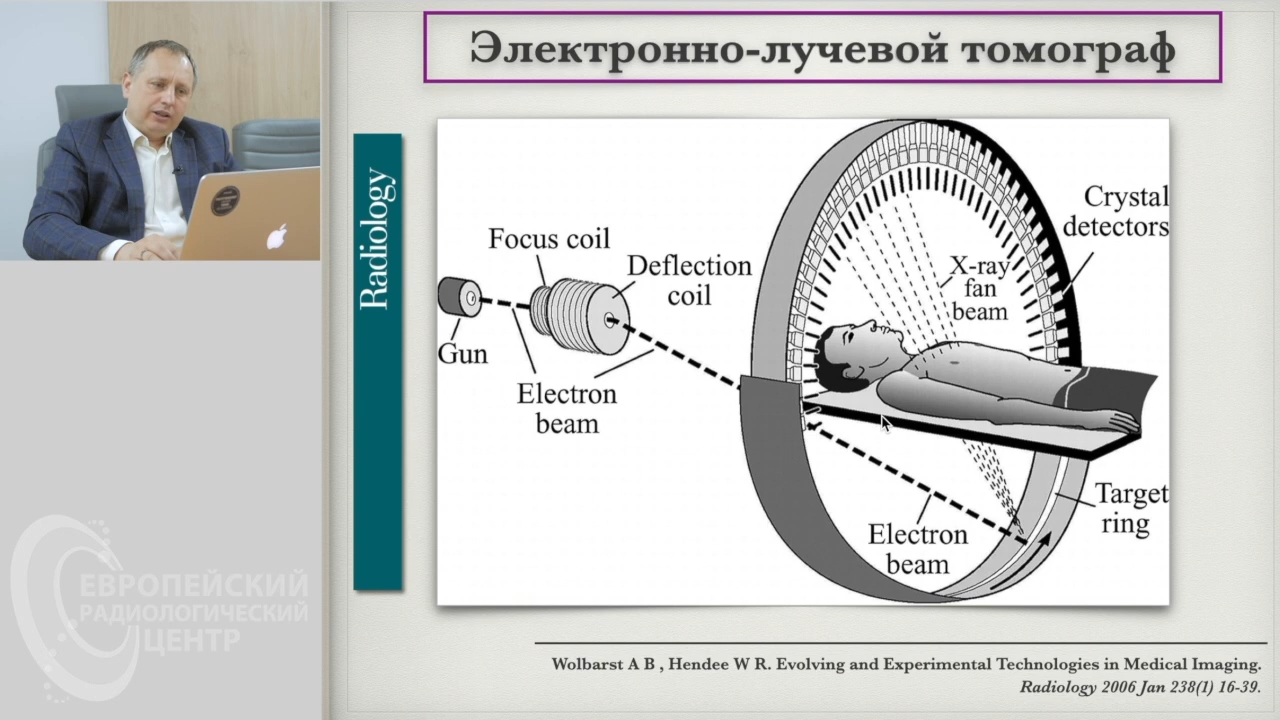 Электронно-лучевой томограф
Radiology
Focus coil
Deflection
coil
Gun
Electron
beam
X-ray
fan
beam
Crystal
detectors
Electron
beam
Target
ring
ЕВРОПЕЙСКИЙ
РАДИОЛОГИЧЕСКИЙ
ЦЕНТР
Wolbarst A B , Hendee W R. Evolving and Experimental Technologies in Medical Imaging.
Radiology 2006 Jan 238(1) 16-39.